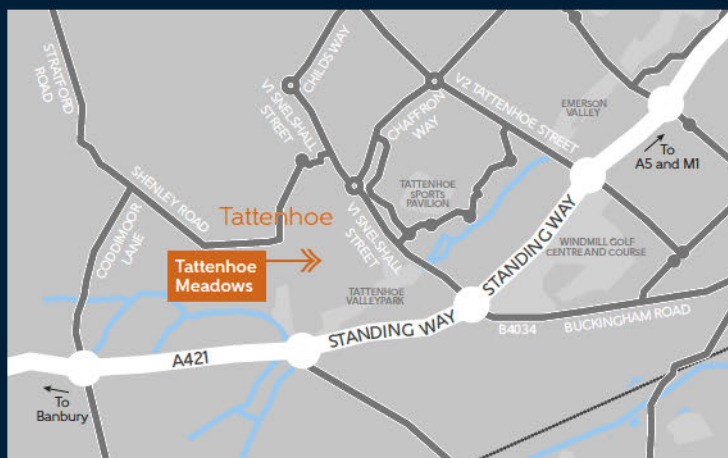 STRATFORD
ROAD
V1 SNELSHALL
STREET
CHILDS WAY
CHAFFRON
WAY
V2 TATTENHOE STREET
EMERSON
VALLEY
To
A5 and M1
SHENLEY ROAD
CODDIMOOR
LANE
Tattenhoe
Tattenhoe
Meadows
TATTENHOE
SPORTS
PAVILION
V1 SNELSHALL
STREET
STANDING WAY
WINDMILL GOLF
CENTRE AND COURSE
TATTENHOE
VALLEY PARK
STANDING WAY
B4034
BUCKINGHAM ROAD
A421
To
Banbury